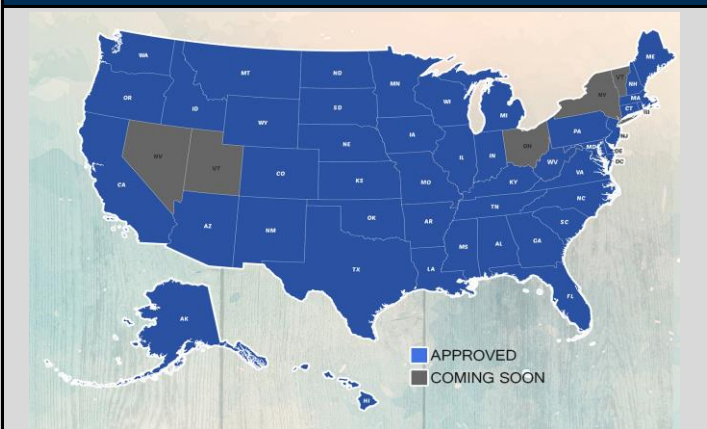 WA
MT
ND
MN
ME
VT
NH
OR
ID
SD
WI
MI
NY
MA
CT
RI
WY
IA
PA
NJ
NE
IL
IN
OH
MD
DE
DC
NV
UT
CO
KS
MO
KY
WV
VA
CA
AZ
NM
OK
AR
TN
NC
SC
TX
LA
MS
AL
GA
FL
AK
HI
APPROVED
COMING SOON